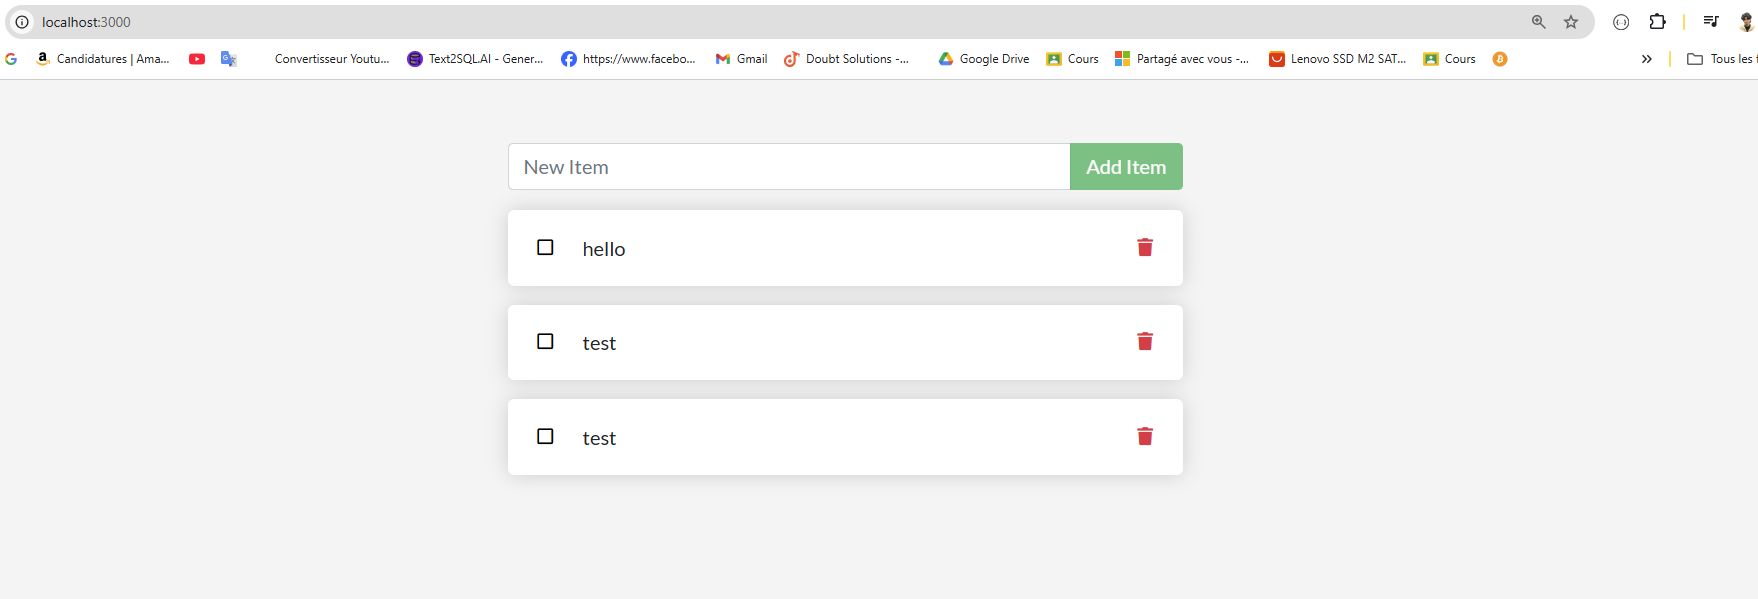 localhost:3000
Candidatures | Ama... Convertisseur Youtu... Text2SQL.AI - Gener... https://www.facebo... Gmail Doubt Solutions -... Google Drive Cours Partagé avec vous -... Lenovo SSD M2 SAT... Cours » Tous les f
New Item Add Item
hello
test
test